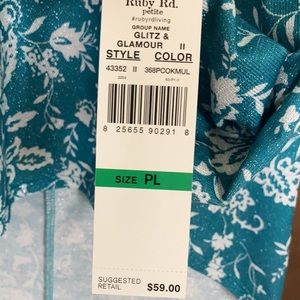 Ruby Rd.
petite
#rubyrdliving
GROUP NAME
GLITZ &
GLAMOUR II
STYLE COLOR
43352 II 368PCOKMUL
8 25655 90291 8
SIZE PL
SUGGESTED
RETAIL $59.00